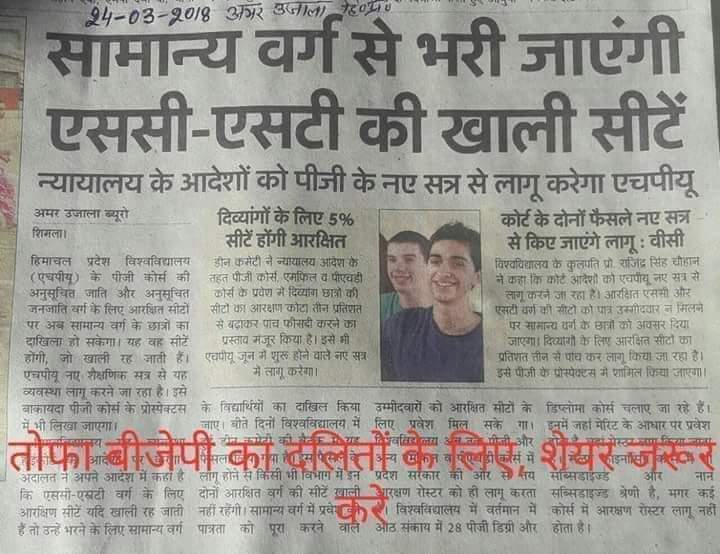 24-03-2018 अमर उजाला
सामान्य वर्ग से भरी जाएंगी
एससी-एसटी की खाली सीटें
न्यायालय के आदेशों को पीजी के नए सत्र से लागू करेगा एचपीयू
अमर उजाला ब्यूरो
शिमला।
हिमाचल प्रदेश विश्वविद्यालय
(एचपीयू) के पीजी कोर्स की
अनुसूचित जाति और अनुसूचित
जनजाति वर्ग के लिए आरक्षित सीटों
पर अब सामान्य वर्ग के छात्रों का
दाखिला हो सकेगा। यह वह सीटें
होंगी, जो खाली रह जाती हैं।
एचपीयू नए शैक्षणिक सत्र से यह
व्यवस्था लागू करने जा रहा है। इसे
बाकायदा पीजी कोर्स के प्रोस्पेक्टस
में भी लिखा जाएगा।
अदालत ने अपने आदेश में कहा है
कि एससी-एसटी वर्ग के लिए
आरक्षित सीटें यदि खाली रह जाती
हैं तो उन्हें भरने के लिए सामान्य वर्ग
दिव्यांगों के लिए 5%
सीटें होंगी आरक्षित
डीन कमेटी ने न्यायालय आदेश के
तहत पीजी कोर्स, एमफिल व पीएचडी
कोर्स के प्रवेश में दिव्यांग छात्रों की
सीटों का आरक्षण कोटा तीन प्रतिशत
से बढ़ाकर पांच फीसदी करने का
प्रस्ताव मंजूर किया है। इसे भी
एचपीयू जून में शुरू होने वाले नए सत्र
में लागू करेगा।
कोर्ट के दोनों फैसले नए सत्र
से किए जाएंगे लागू : वीसी
विश्वविद्यालय के कुलपति प्रो. राजिंद्र सिंह चौहान
ने कहा कि कोर्ट आदेशों को एचपीयू नए सत्र से
लागू करने जा रहा है। आरक्षित एससी और
एसटी वर्ग की सीटों को पात्र उम्मीदवार न मिलने
पर सामान्य वर्ग के छात्रों को अवसर दिया
जाएगा। दिव्यांगों के लिए आरक्षित सीटों का
प्रतिशत तीन से पांच कर लागू किया जा रहा है।
इसे पीजी के प्रोस्पेक्टस में शामिल किया जाएगा।
के विद्यार्थियों का दाखिल किया
जाए। बीते दिनों विश्वविद्यालय में
लागू होने से किसी भी विभाग में इन
दोनों आरक्षित वर्ग की सीटें खाली
नहीं रहेंगी। सामान्य वर्ग में प्रवेश
पात्रता को पूरा करने वाले
उम्मीदवारों को आरक्षित सीटों के
लिए प्रवेश मिल सके गा।
प्रदेश सरकार की ओर से तय
आरक्षण रोस्टर को ही लागू करता
विश्वविद्यालय में वर्तमान में
आठ संकाय में 28 पीजी डिग्री और
डिप्लोमा कोर्स चलाए जा रहे हैं।
इनमें जहां मेरिट के आधार पर प्रवेश
सब्सिडाइज्ड और नान
सब्सिडाइज्ड श्रेणी है, मगर कई
कोर्स में आरक्षण रोस्टर लागू नहीं
होता है।
तोफा बीजेपी का दलितों के लिए, शेयर जरूर
करे